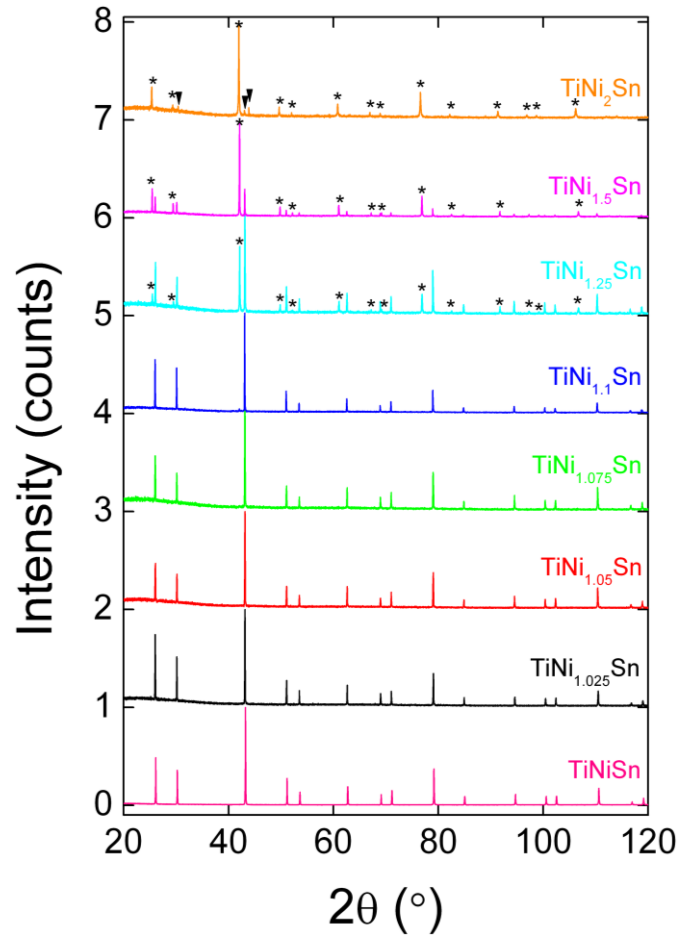 8
TiNi₂Sn
7
TiNi₁.₅Sn
6
TiNi₁.₂₅Sn
5
TiNi₁.₁Sn
4
TiNi₁.₀₇₅Sn
3
TiNi₁.₀₅Sn
2
TiNi₁.₀₂₅Sn
1
TiNiSn
0
20 40 60 80 100 120
2θ (°)
Intensity (counts)